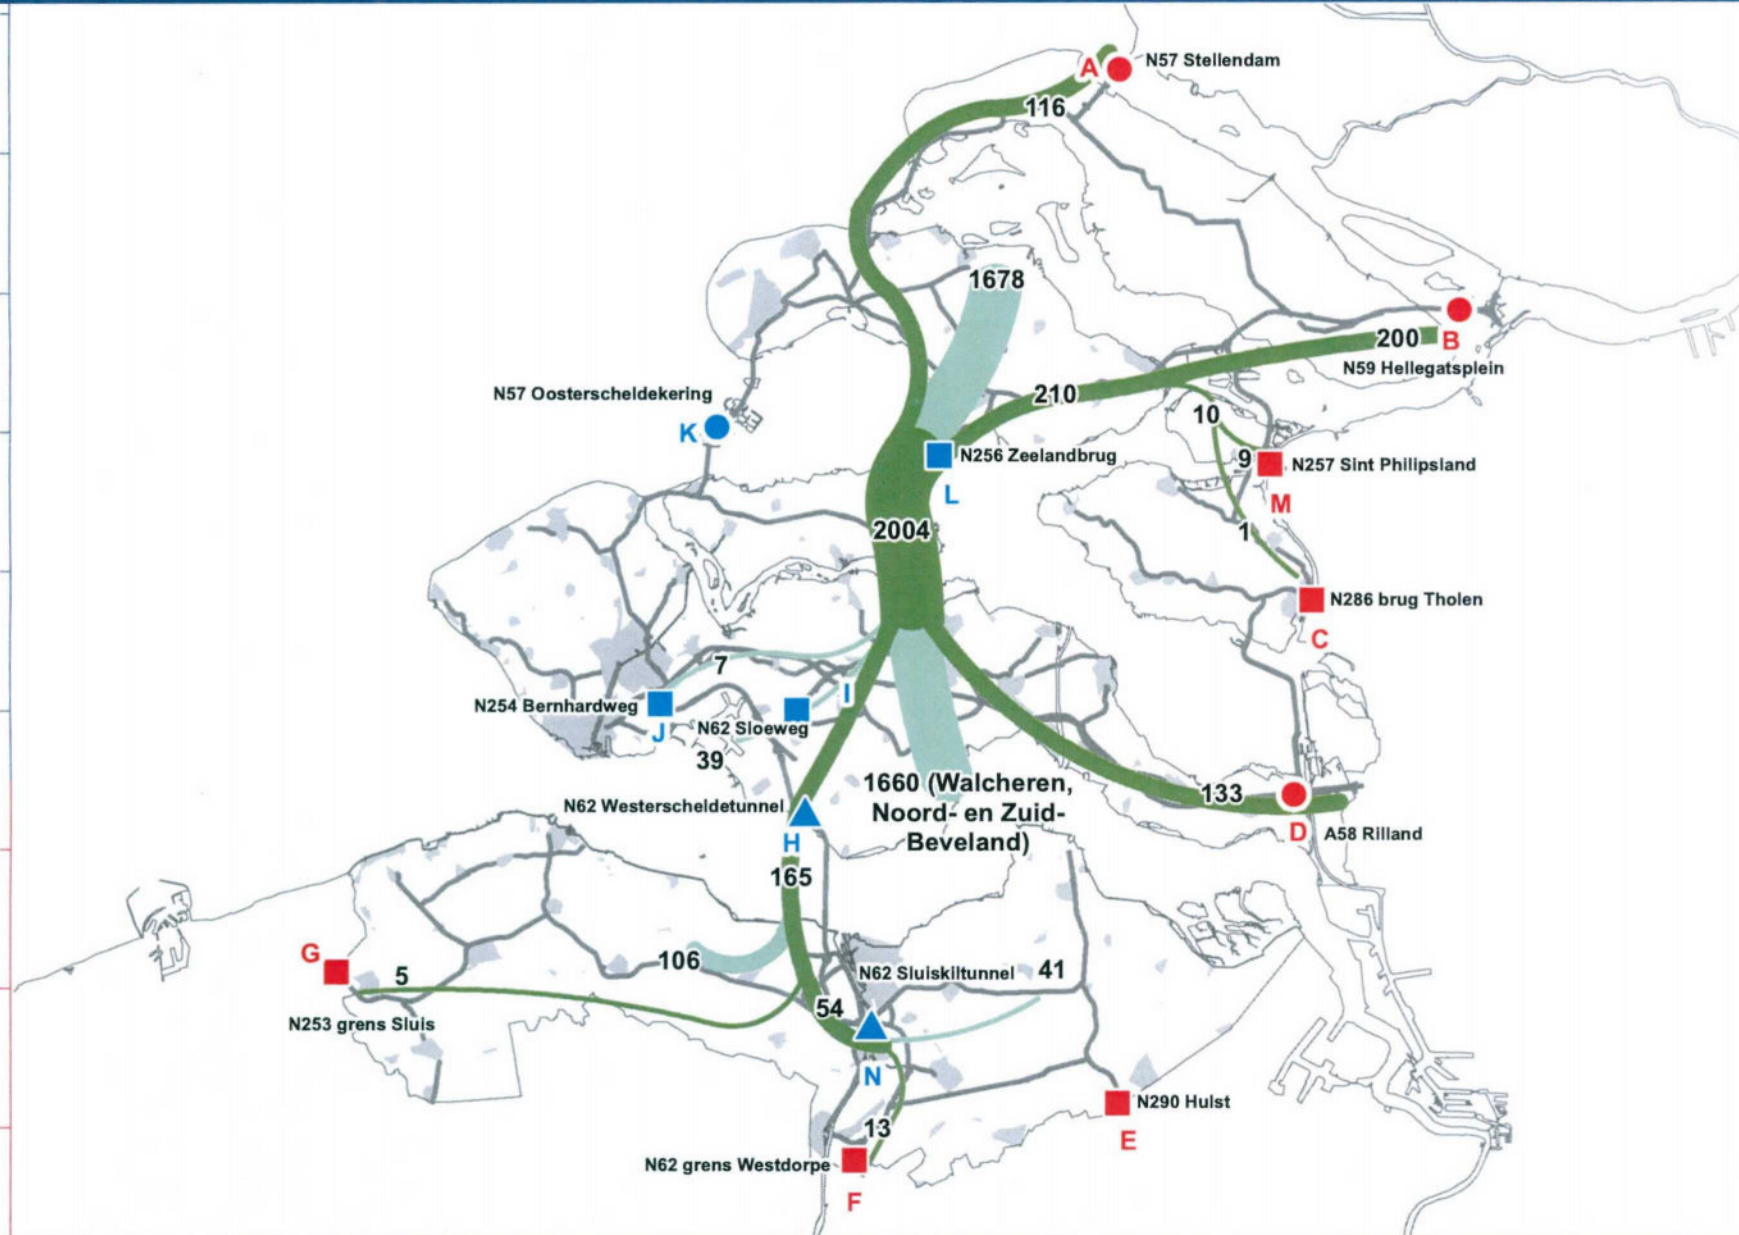 A
N57 Stellendam
116
1678
200
B
N59 Hellegatsplein
N57 Oosterscheldekering
K
210
10
N256 Zeelandbrug
L
9
N257 Sint Philipsland
M
2004
1
N286 brug Tholen
C
7
I
N254 Bernhardweg
J
N62 Sloeweg
39
1660 (Walcheren,
Noord- en Zuid-
Beveland)
133
D
A58 Rilland
N62 Westerscheldetunnel
H
165
G
5
106
N62 Sluiskiltunnel
41
54
N253 grens Sluis
N
N290 Hulst
E
13
N62 grens Westdorpe
F